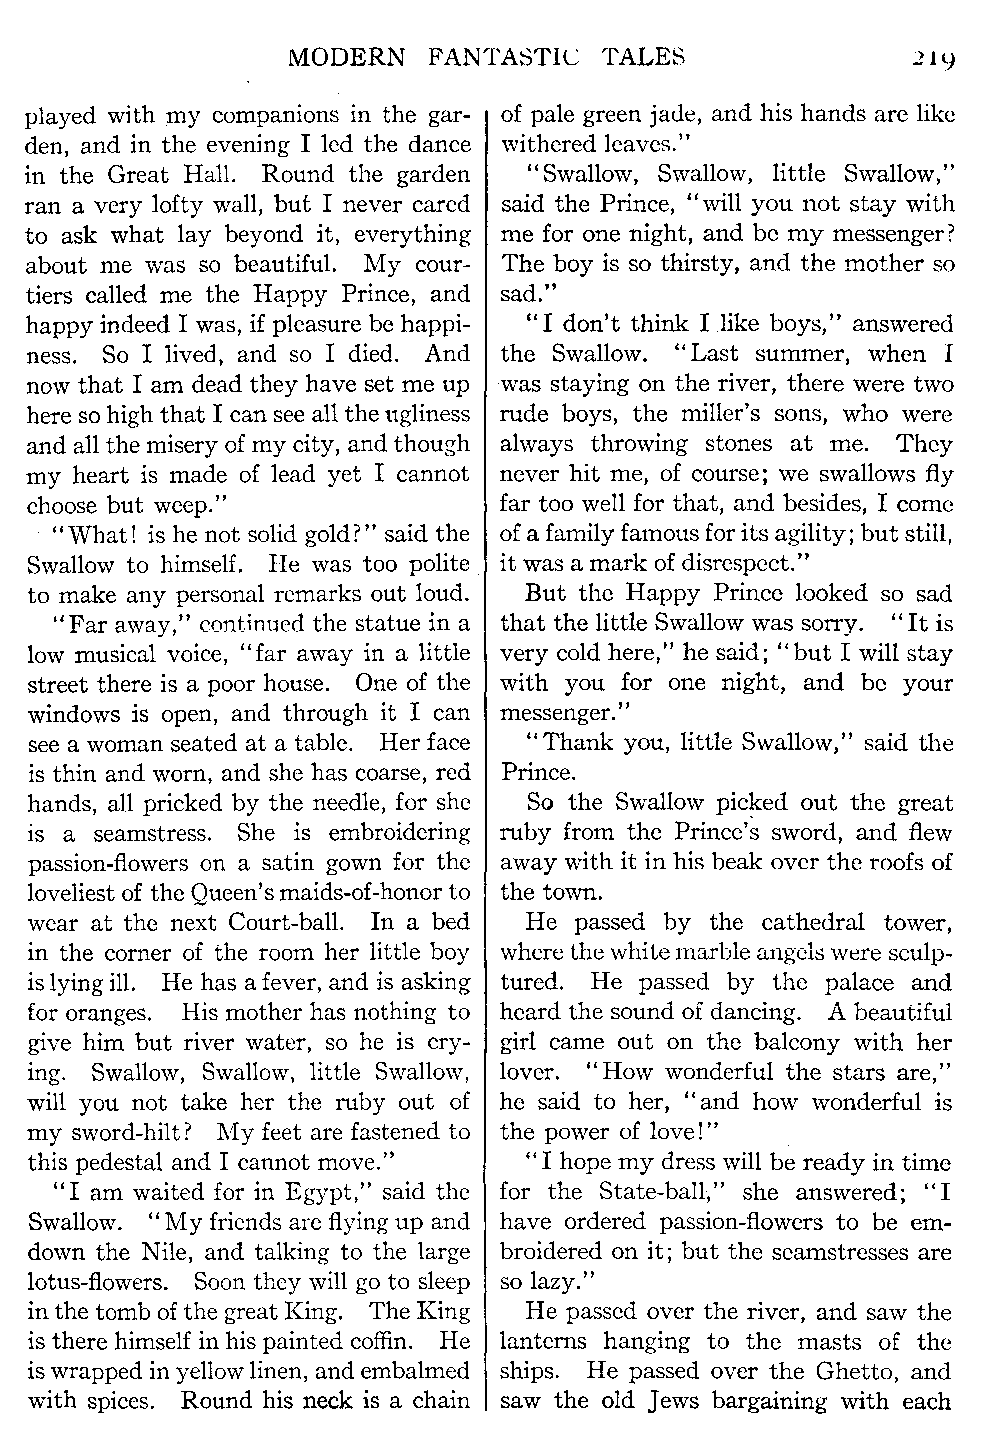 MODERN FANTASTIC TALES 219
played with my companions in the gar-
den, and in the evening I led the dance
in the Great Hall. Round the garden
ran a very lofty wall, but I never cared
to ask what lay beyond it, everything
about me was so beautiful. My cour-
tiers called me the Happy Prince, and
happy indeed I was, if pleasure be happi-
ness. So I lived, and so I died. And
now that I am dead they have set me up
here so high that I can see all the ugliness
and all the misery of my city, and though
my heart is made of lead yet I cannot
choose but weep."
"What! is he not solid gold?" said the
Swallow to himself. He was too polite
to make any personal remarks out loud.
"Far away," continued the statue in a
low musical voice, "far away in a little
street there is a poor house. One of the
windows is open, and through it I can
see a woman seated at a table. Her face
is thin and worn, and she has coarse, red
hands, all pricked by the needle, for she
is a seamstress. She is embroidering
passion-flowers on a satin gown for the
loveliest of the Queen's maids-of-honor to
wear at the next Court-ball. In a bed
in the corner of the room her little boy
is lying ill. He has a fever, and is asking
for oranges. His mother has nothing to
give him but river water, so he is cry-
ing. Swallow, Swallow, little Swallow,
will you not take her the ruby out of
my sword-hilt? My feet are fastened to
this pedestal and I cannot move."
"I am waited for in Egypt," said the
Swallow. "My friends are flying up and
down the Nile, and talking to the large
lotus-flowers. Soon they will go to sleep
in the tomb of the great King. The King
is there himself in his painted coffin. He
is wrapped in yellow linen, and embalmed
with spices. Round his neck is a chain
of pale green jade, and his hands are like
withered leaves."
"Swallow, Swallow, little Swallow,"
said the Prince, "will you not stay with
me for one night, and be my messenger?
The boy is so thirsty, and the mother so
sad."
"I don't think I like boys," answered
the Swallow. "Last summer, when I
was staying on the river, there were two
rude boys, the miller's sons, who were
always throwing stones at me. They
never hit me, of course; we swallows fly
far too well for that, and besides, I come
of a family famous for its agility; but still,
it was a mark of disrespect."
But the Happy Prince looked so sad
that the little Swallow was sorry. "It is
very cold here," he said; "but I will stay
with you for one night, and be your
messenger."
"Thank you, little Swallow," said the
Prince.
So the Swallow picked out the great
ruby from the Prince's sword, and flew
away with it in his beak over the roofs of
the town.
He passed by the cathedral tower,
where the white marble angels were sculp-
tured. He passed by the palace and
heard the sound of dancing. A beautiful
girl came out on the balcony with her
lover. "How wonderful the stars are,"
he said to her, "and how wonderful is
the power of love!"
"I hope my dress will be ready in time
for the State-ball," she answered; "I
have ordered passion-flowers to be em-
broidered on it; but the seamstresses are
so lazy."
He passed over the river, and saw the
lanterns hanging to the masts of the
ships. He passed over the Ghetto, and
saw the old Jews bargaining with each